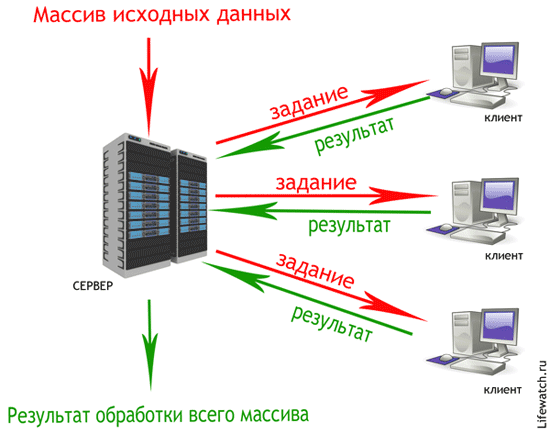 Массив исходных данных
задание
результат
клиент
задание
результат
клиент
задание
результат
клиент
СЕРВЕР
Результат обработки всего массива
Lifewatch.ru